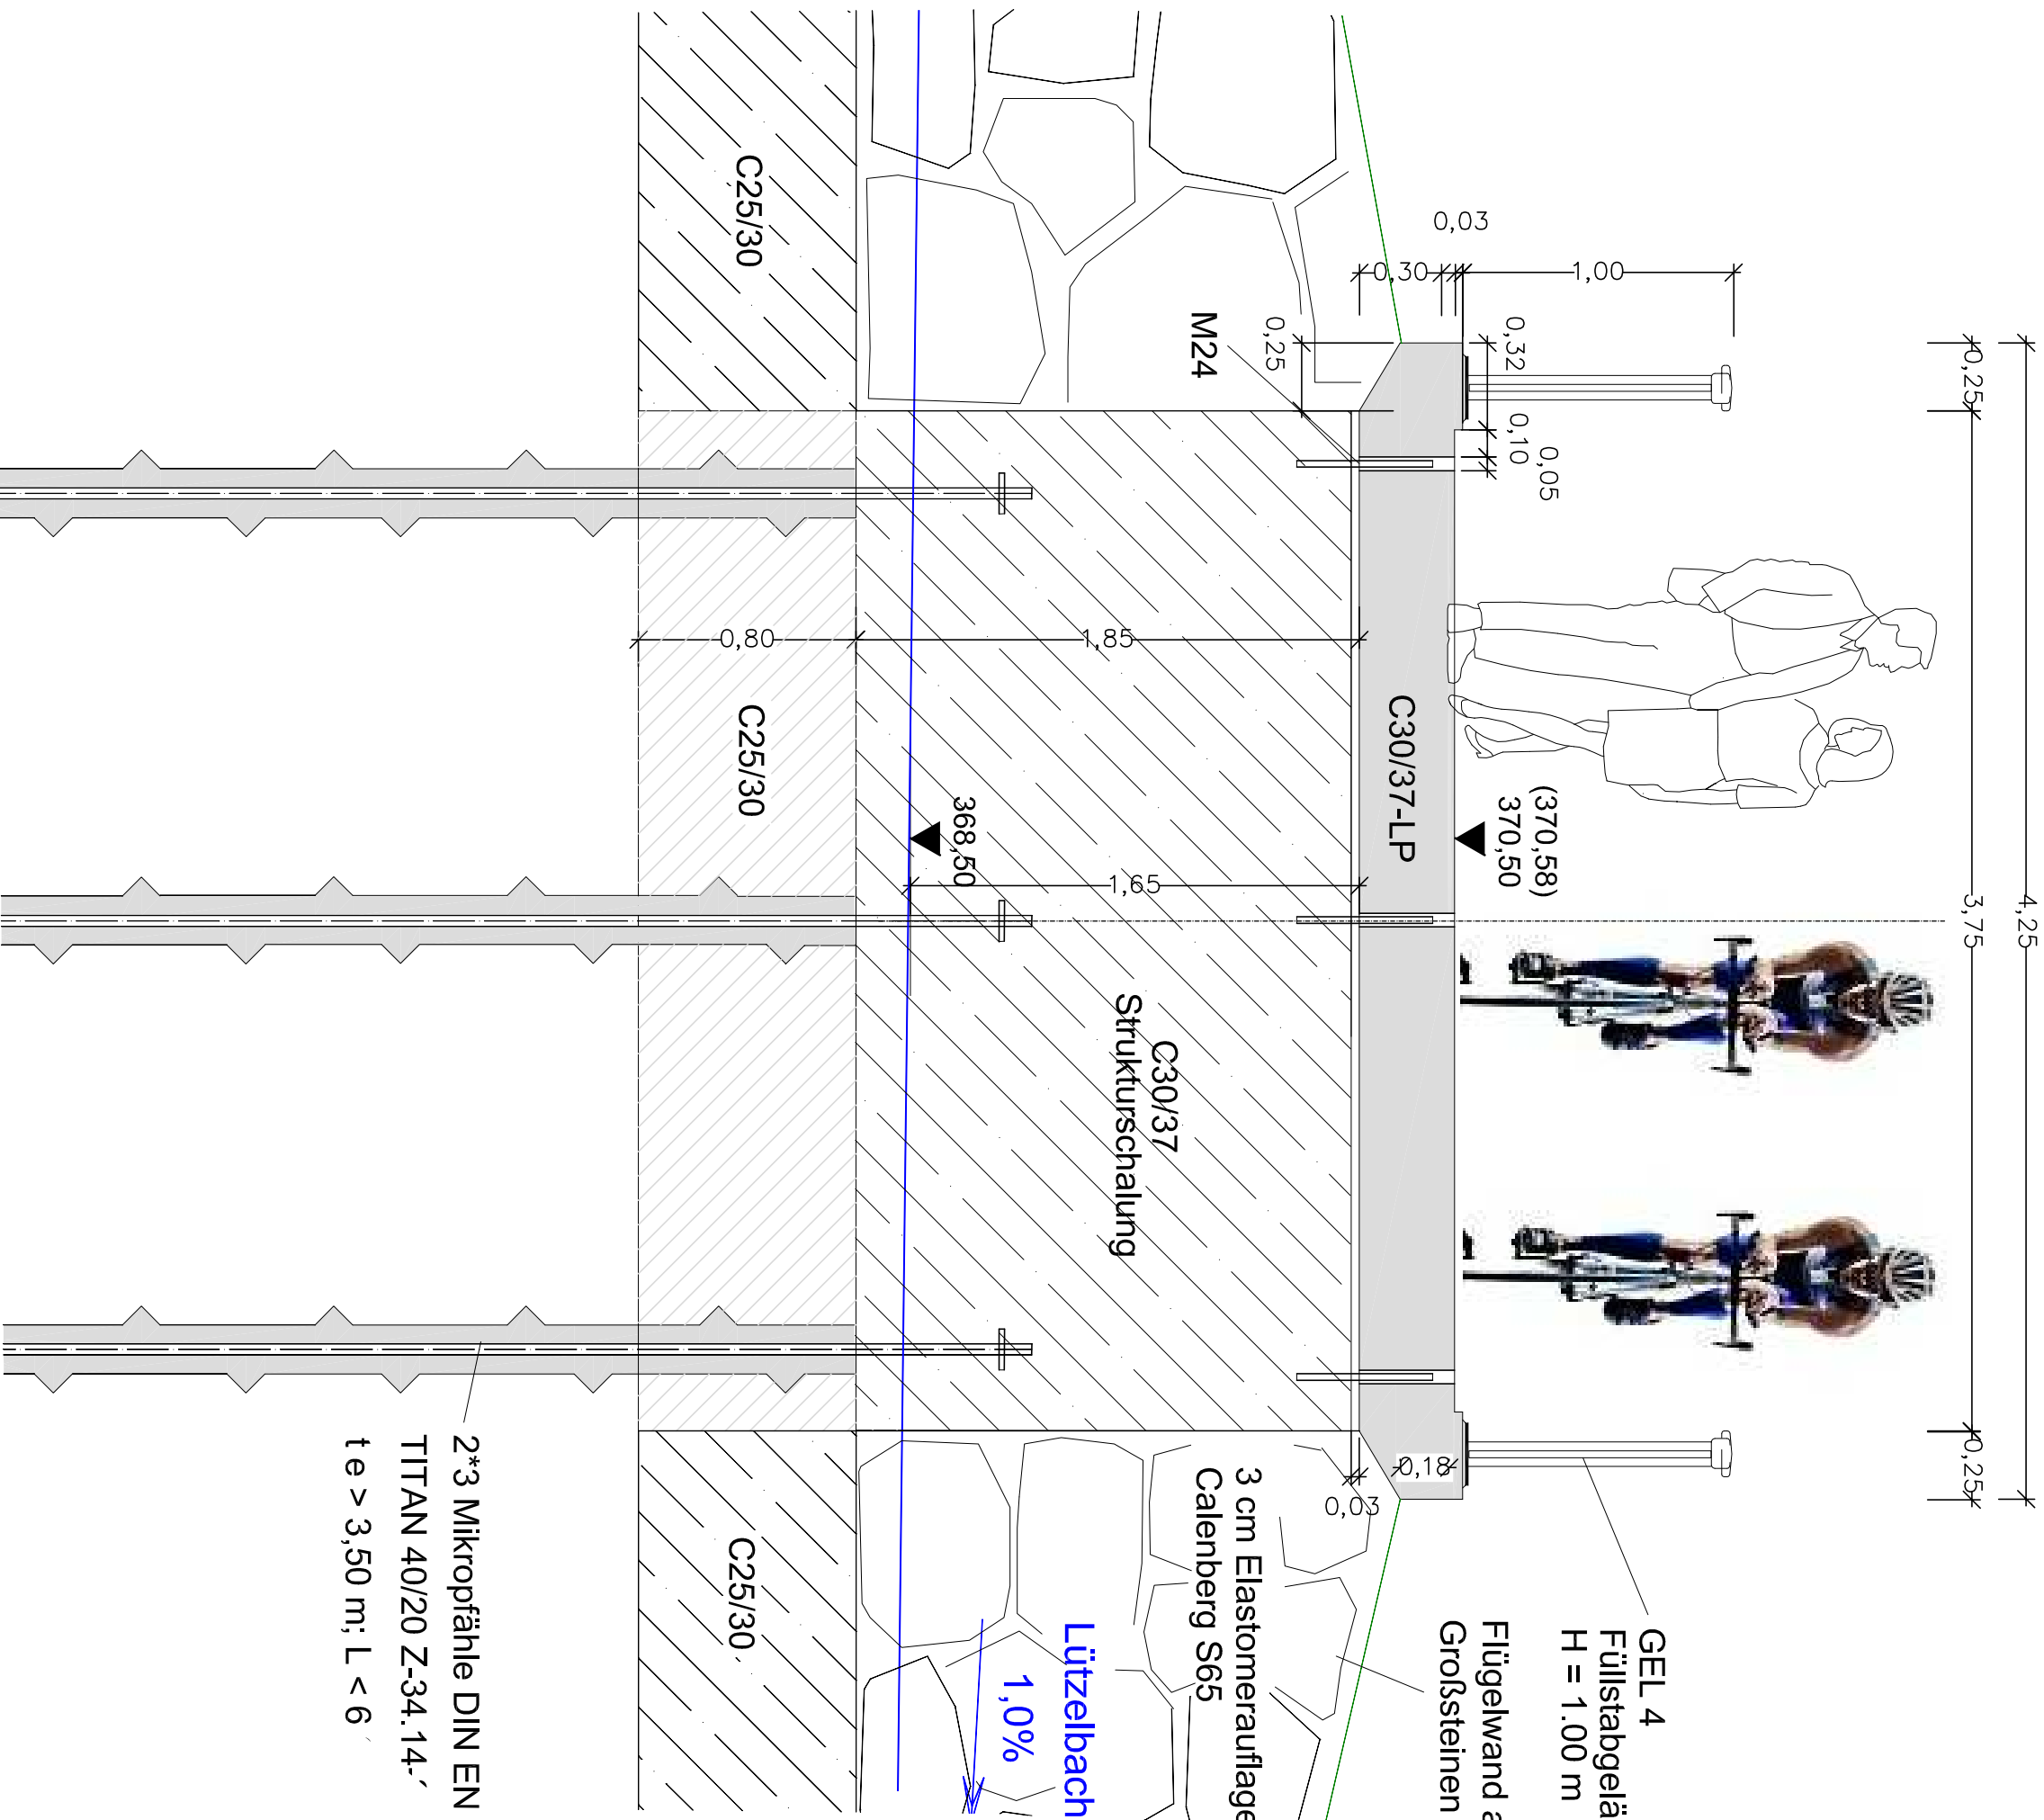 4,25
0,25
3,75
0,25
1,00
0,03
0,30
0,32
0,10
0,05
0,25
M24
(370,58)
370,50
C30/37-LP
GEL 4
Füllstabgelä
H = 1.00 m
Flügelwand a
Großsteinen
0,18
0,03
3 cm Elastomerauflage
Calenberg S65
1,65
1,85
C30/37
Strukturschalung
368,50
Lützelbach
1,0%
0,80
C25/30
C25/30
C25/30
2*3 Mikropfähle DIN EN
TITAN 40/20 Z-34.14-
t e > 3,50 m; L < 6